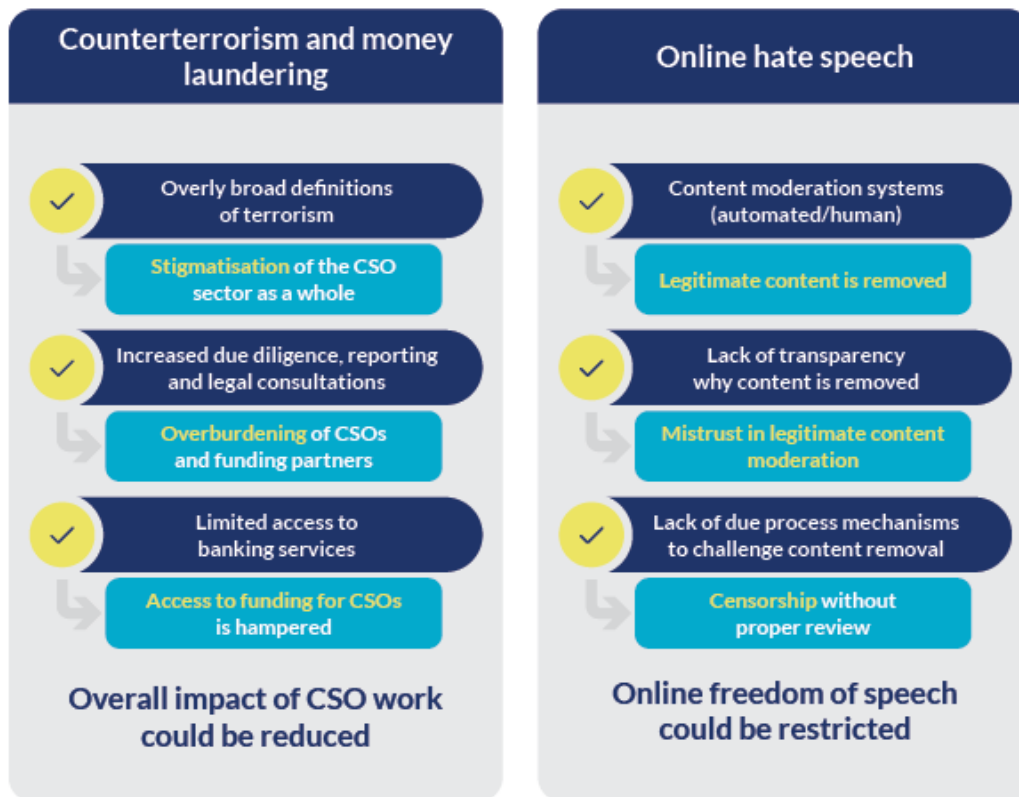 Counterterrorism and money
laundering
Overly broad definitions
of terrorism
Stigmatisation of the CSO
sector as a whole
Increased due diligence, reporting
and legal consultations
Overburdening of CSOs
and funding partners
Limited access to
banking services
Access to funding for CSOs
is hampered
Overall impact of CSO work
could be reduced
Online hate speech
Content moderation systems
(automated/human)
Legitimate content is removed
Lack of transparency
why content is removed
Mistrust in legitimate content
moderation
Lack of due process mechanisms
to challenge content removal
Censorship without
proper review
Online freedom of speech
could be restricted